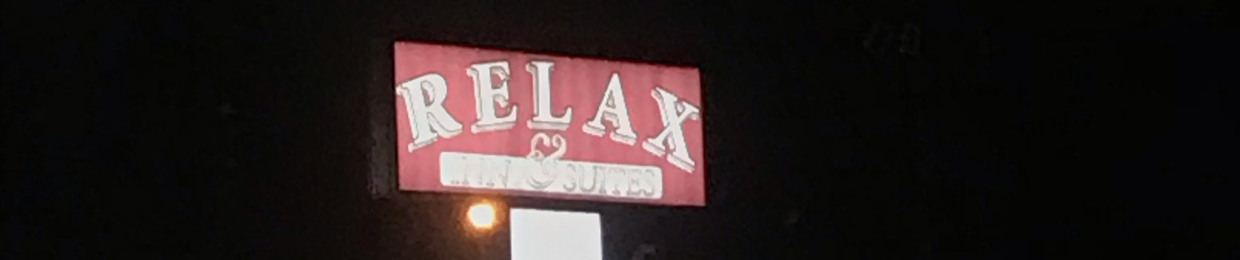 RELAX
INN & SUITES